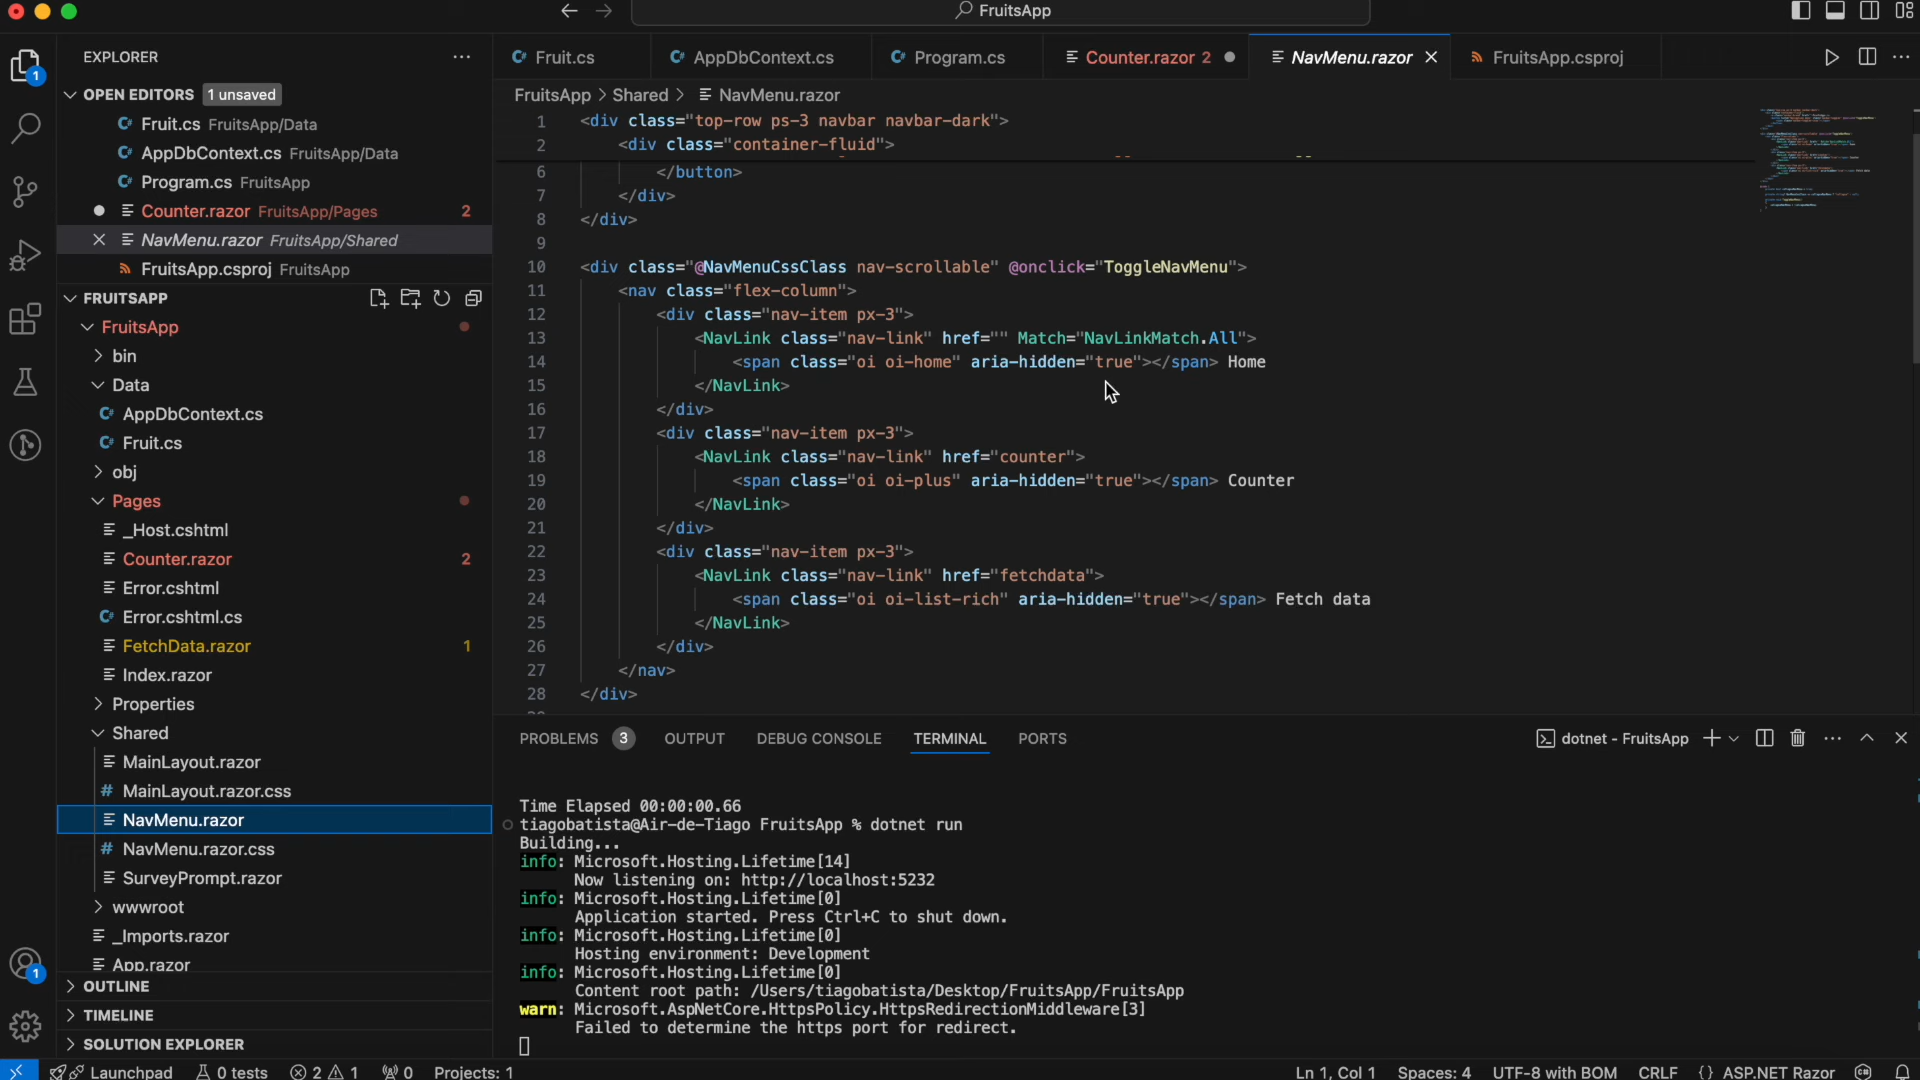 FruitsApp
EXPLORER
OPEN EDITORS 1 unsaved
Fruit.cs FruitsApp/Data
AppDbContext.cs FruitsApp/Data
Program.cs FruitsApp
Counter.razor FruitsApp/Pages 2
NavMenu.razor FruitsApp/Shared
FruitsApp.csproj FruitsApp
FRUITSAPP
FruitsApp
bin
Data
AppDbContext.cs
Fruit.cs
obj
Pages
_Host.cshtml
Counter.razor 2
Error.cshtml
Error.cshtml.cs
FetchData.razor 1
Index.razor
Properties
Shared
MainLayout.razor
MainLayout.razor.css
NavMenu.razor
NavMenu.razor.css
SurveyPrompt.razor
wwwroot
_Imports.razor
App.razor
OUTLINE
TIMELINE
SOLUTION EXPLORER
1
1
Fruit.cs AppDbContext.cs Program.cs Counter.razor 2 NavMenu.razor FruitsApp.csproj
FruitsApp > Shared > NavMenu.razor
1 <div class="top-row ps-3 navbar navbar-dark">
2 <div class="container-fluid">
6 </button>
7 </div>
8 </div>
9
10 <div class="@NavMenuCssClass nav-scrollable" @onclick="ToggleNavMenu">
11 <nav class="flex-column">
12 <div class="nav-item px-3">
13 <NavLink class="nav-link" href="" Match="NavLinkMatch.All">
14 <span class="oi oi-home" aria-hidden="true"></span> Home
15 </NavLink>
16 </div>
17 <div class="nav-item px-3">
18 <NavLink class="nav-link" href="counter">
19 <span class="oi oi-plus" aria-hidden="true"></span> Counter
20 </NavLink>
21 </div>
22 <div class="nav-item px-3">
23 <NavLink class="nav-link" href="fetchdata">
24 <span class="oi oi-list-rich" aria-hidden="true"></span> Fetch data
25 </NavLink>
26 </div>
27 </nav>
28 </div>
PROBLEMS 3 OUTPUT DEBUG CONSOLE TERMINAL PORTS dotnet - FruitsApp
Time Elapsed 00:00:00.66
tiagobatista@Air-de-Tiago FruitsApp % dotnet run
Building...
info: Microsoft.Hosting.Lifetime[14]
Now listening on: http://localhost:5232
info: Microsoft.Hosting.Lifetime[0]
Application started. Press Ctrl+C to shut down.
info: Microsoft.Hosting.Lifetime[0]
Hosting environment: Development
info: Microsoft.Hosting.Lifetime[0]
Content root path: /Users/tiagobatista/Desktop/FruitsApp/FruitsApp
warn: Microsoft.AspNetCore.HttpsPolicy.HttpsRedirectionMiddleware[3]
Failed to determine the https port for redirect.
Launchpad 0 tests 2 1 0 Projects: 1 Ln 1, Col 1 Spaces: 4 UTF-8 with BOM CRLF {} ASP.NET Razor